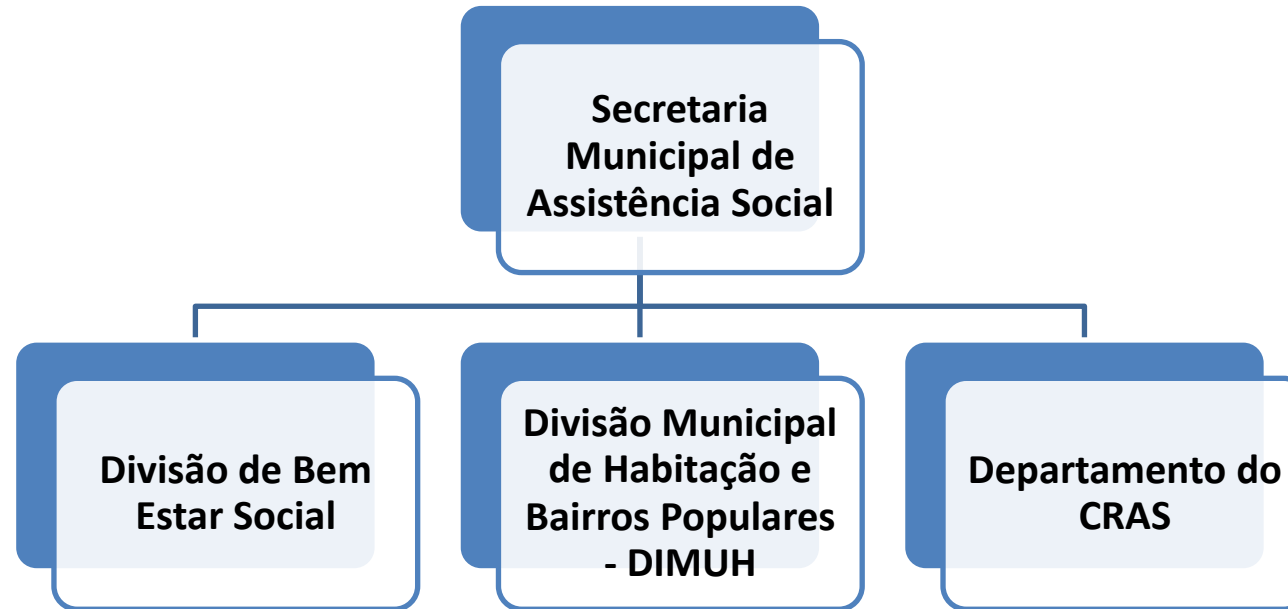 Secretaria
Municipal de
Assistência Social
Divisão de Bem
Estar Social
Divisão Municipal
de Habitação e
Bairros Populares
- DIMUH
Departamento do
CRAS